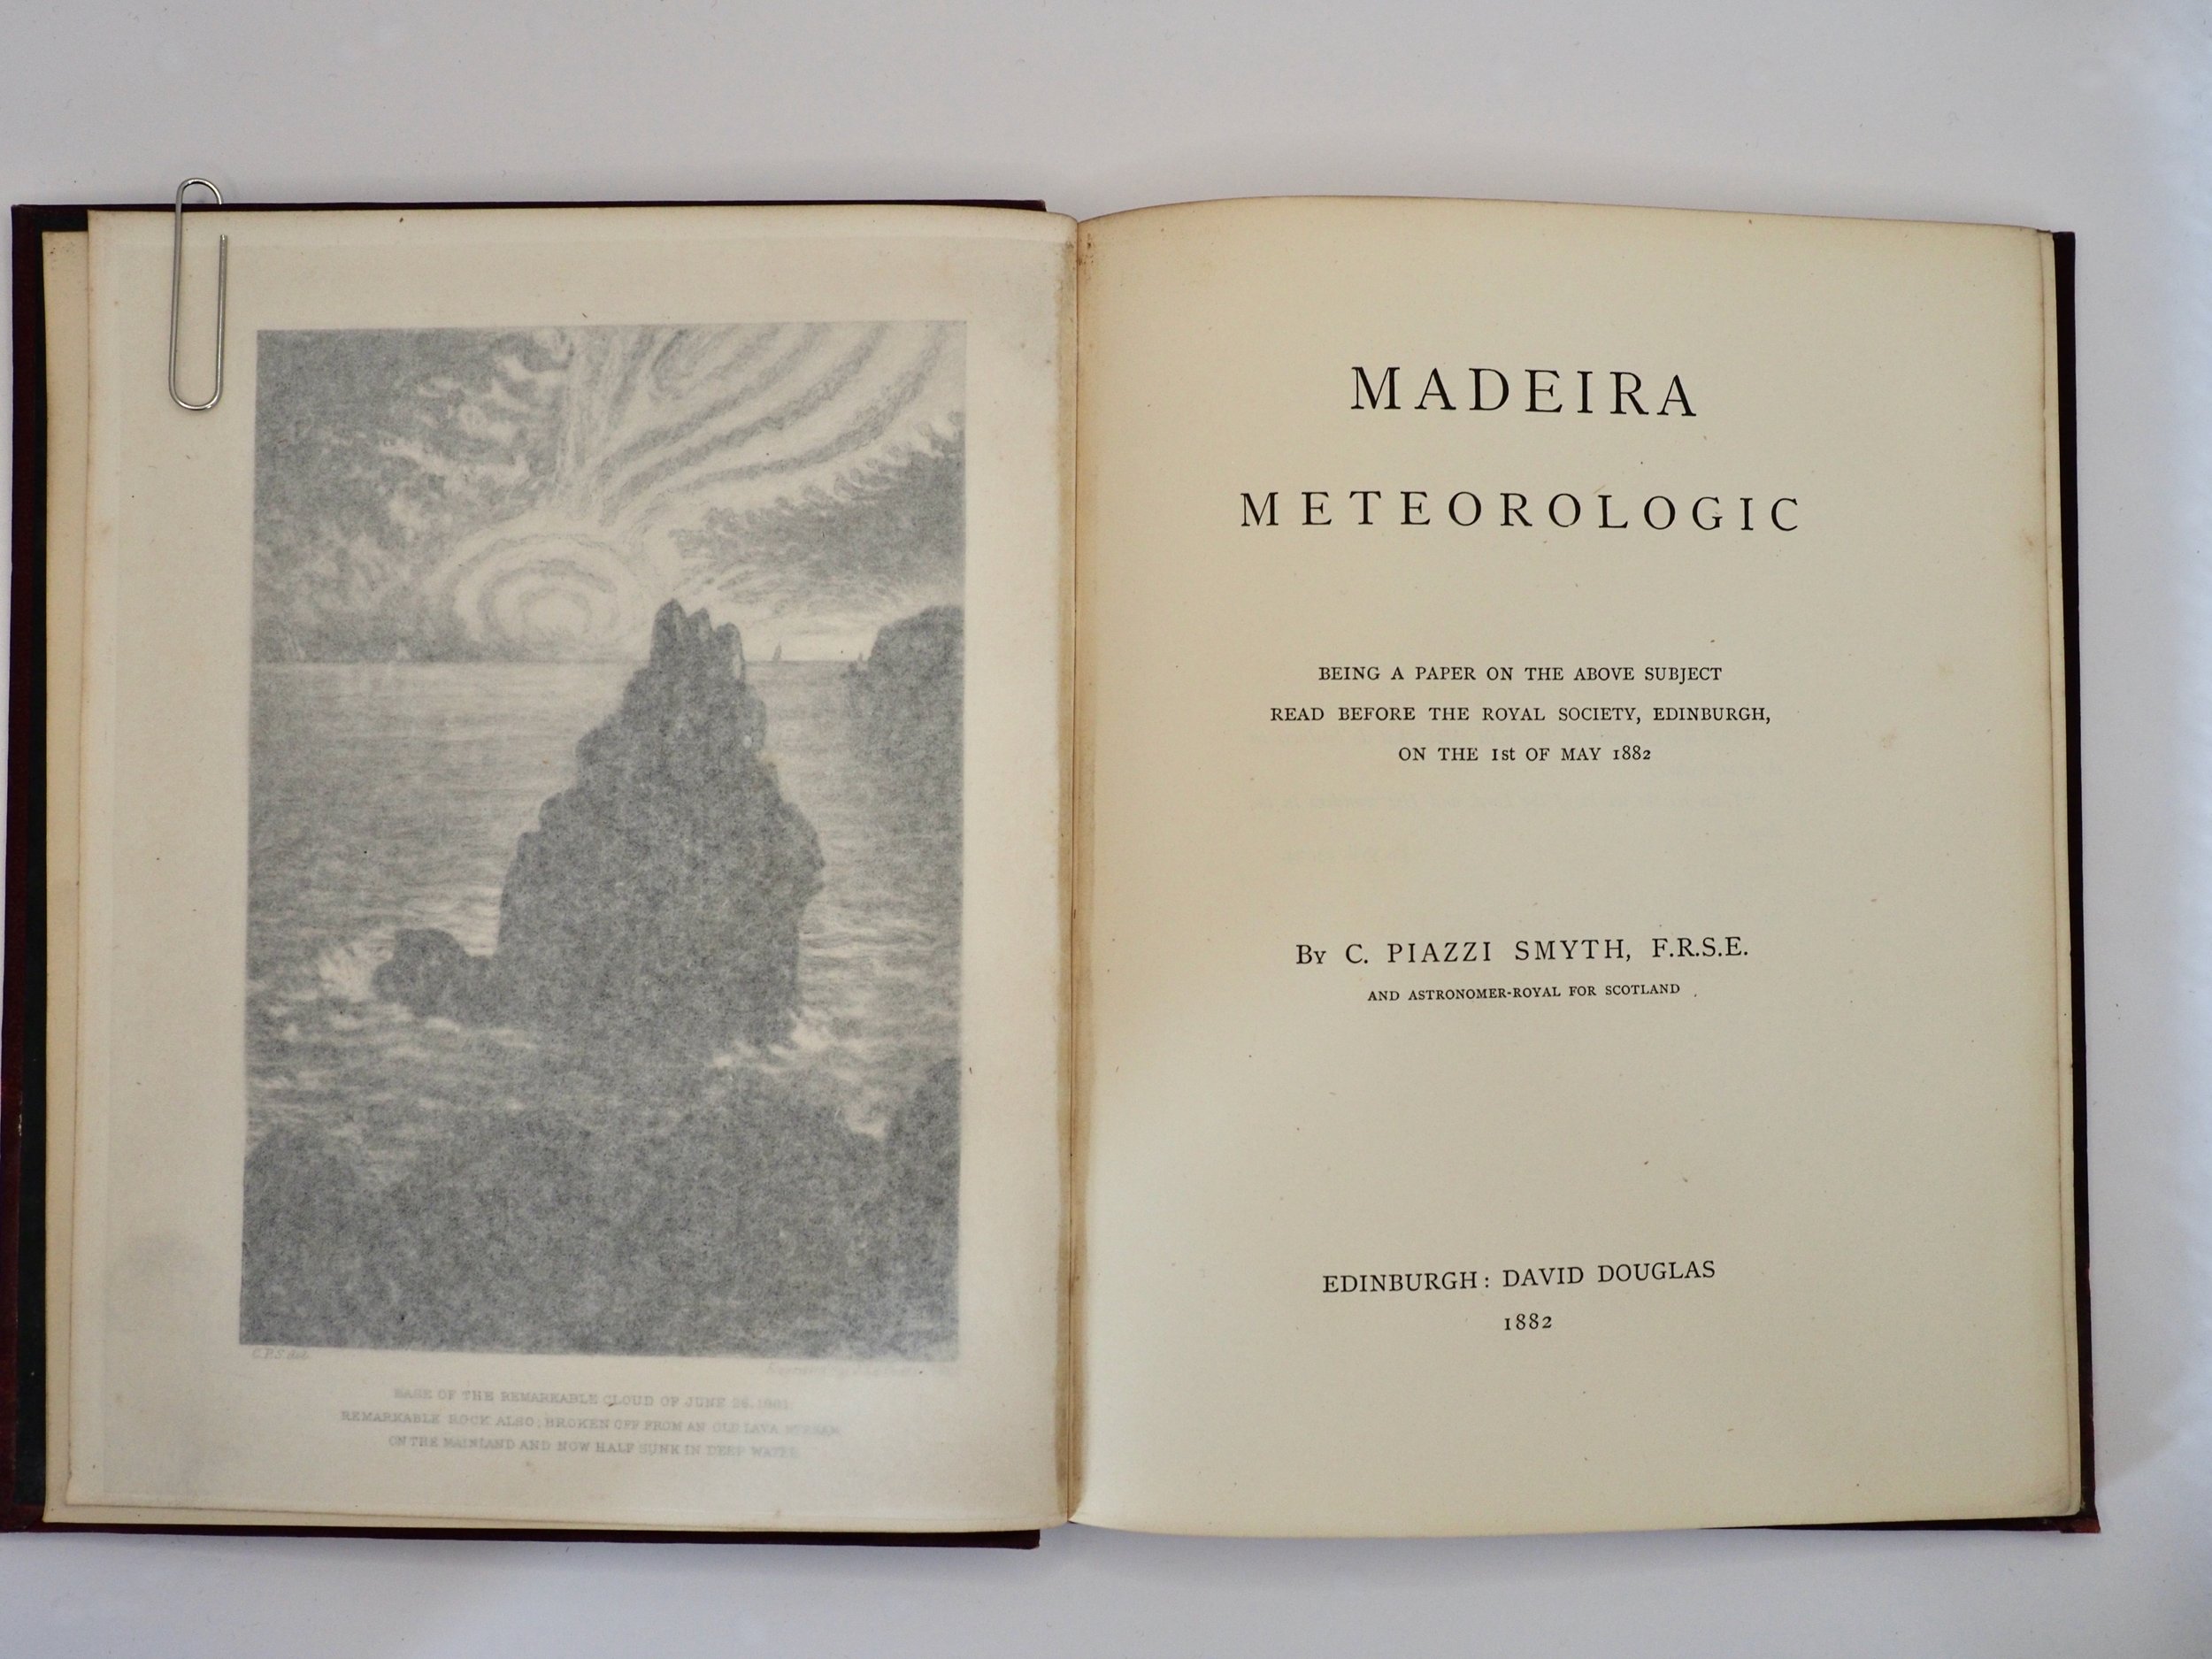 C.P.S. del.
BASE OF THE REMARKABLE CLOUD OF JUNE
REMARKABLE ROCK ALSO; BROKEN OFF FROM AN OLD LAVA STREAM
ON THE MAINLAND AND NOW HALF SUNK IN DEEP WATER
MADEIRA
METEOROLOGIC
BEING A PAPER ON THE ABOVE SUBJECT
READ BEFORE THE ROYAL SOCIETY, EDINBURGH,
ON THE 1st OF MAY 1882
By C. PIAZZI SMYTH, F.R.S.E.
AND ASTRONOMER-ROYAL FOR SCOTLAND
EDINBURGH: DAVID DOUGLAS
1882